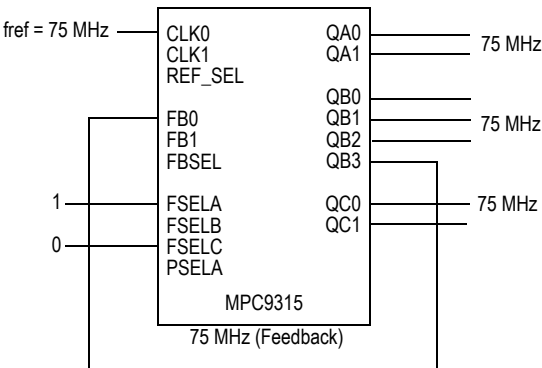 fref = 75 MHz
CLK0
CLK1
REF_SEL
FB0
FB1
FBSEL
1
FSELA
FSELB
0
FSELC
PSELA
QA0
QA1
75 MHz
QB0
QB1
QB2
QB3
75 MHz
QC0
QC1
75 MHz
MPC9315
75 MHz (Feedback)